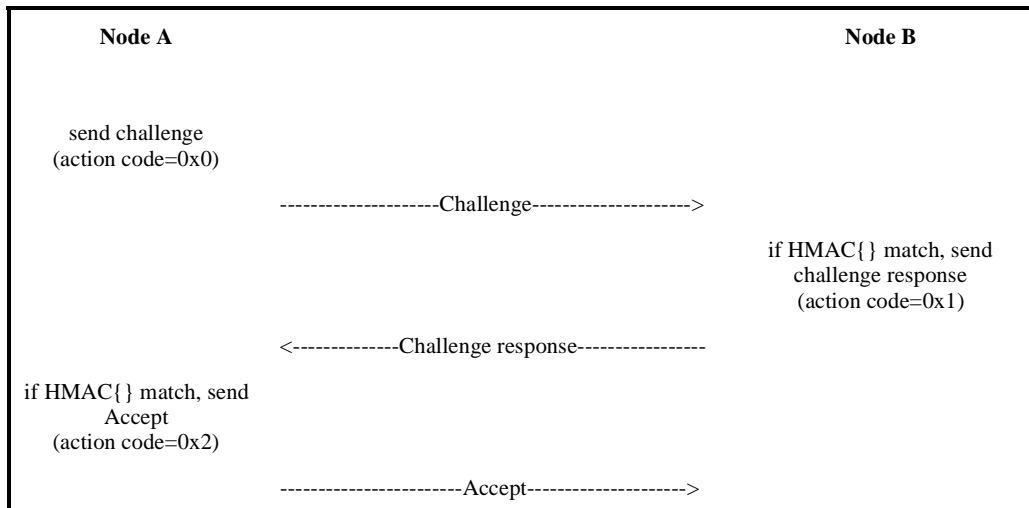 Node A Node B
send challenge
(action code=0x0)
---------------------Challenge--------------------->
if HMAC{} match, send
challenge response
(action code=0x1)
<--------------Challenge response-----------------
if HMAC{} match, send
Accept
(action code=0x2)
------------------------Accept--------------------->